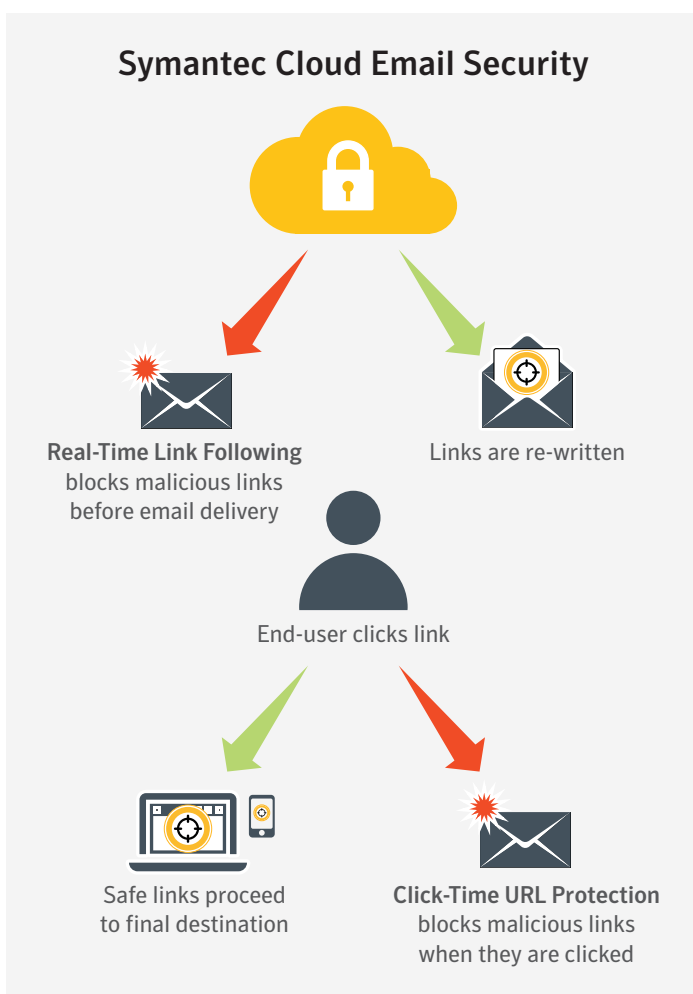 Symantec Cloud Email Security
Real-Time Link Following
blocks malicious links
before email delivery
Links are re-written
End-user clicks link
Safe links proceed
to final destination
Click-Time URL Protection
blocks malicious links
when they are clicked